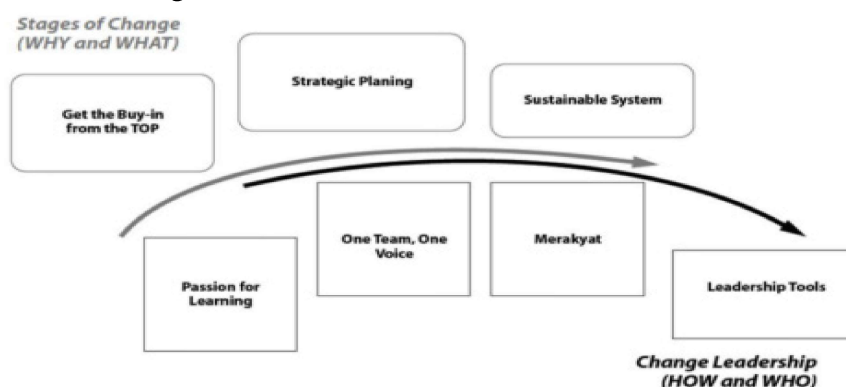 Stages of Change
(WHY and WHAT)
Get the Buy-in
from the TOP
Strategic Planing
Sustainable System
Passion for
Learning
One Team, One
Voice
Merakyat
Leadership Tools
Change Leadership
(HOW and WHO)